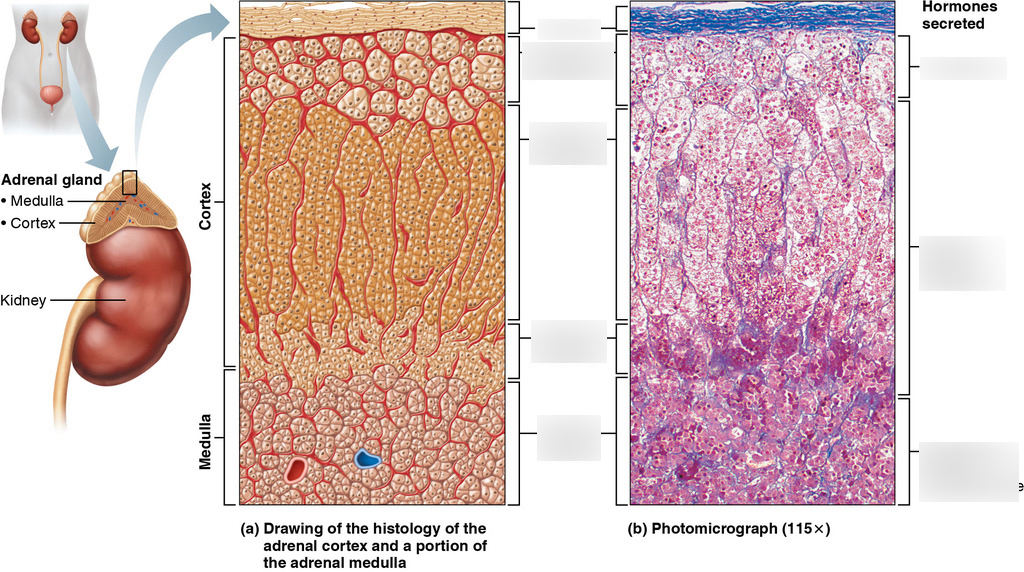 Hormones
secreted
Adrenal gland
• Medulla
• Cortex
Kidney
Cortex
Medulla
e
(a) Drawing of the histology of the
adrenal cortex and a portion of
the adrenal medulla
(b) Photomicrograph (115×)